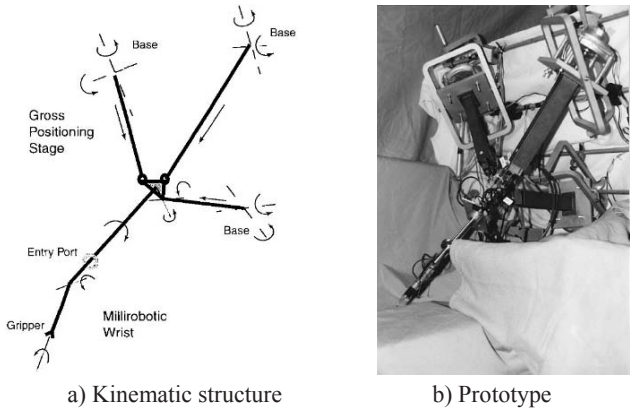 Base
Base
Gross
Positioning
Stage
Base
Entry Port
Millirobotic
Wrist
Gripper
a) Kinematic structure
b) Prototype